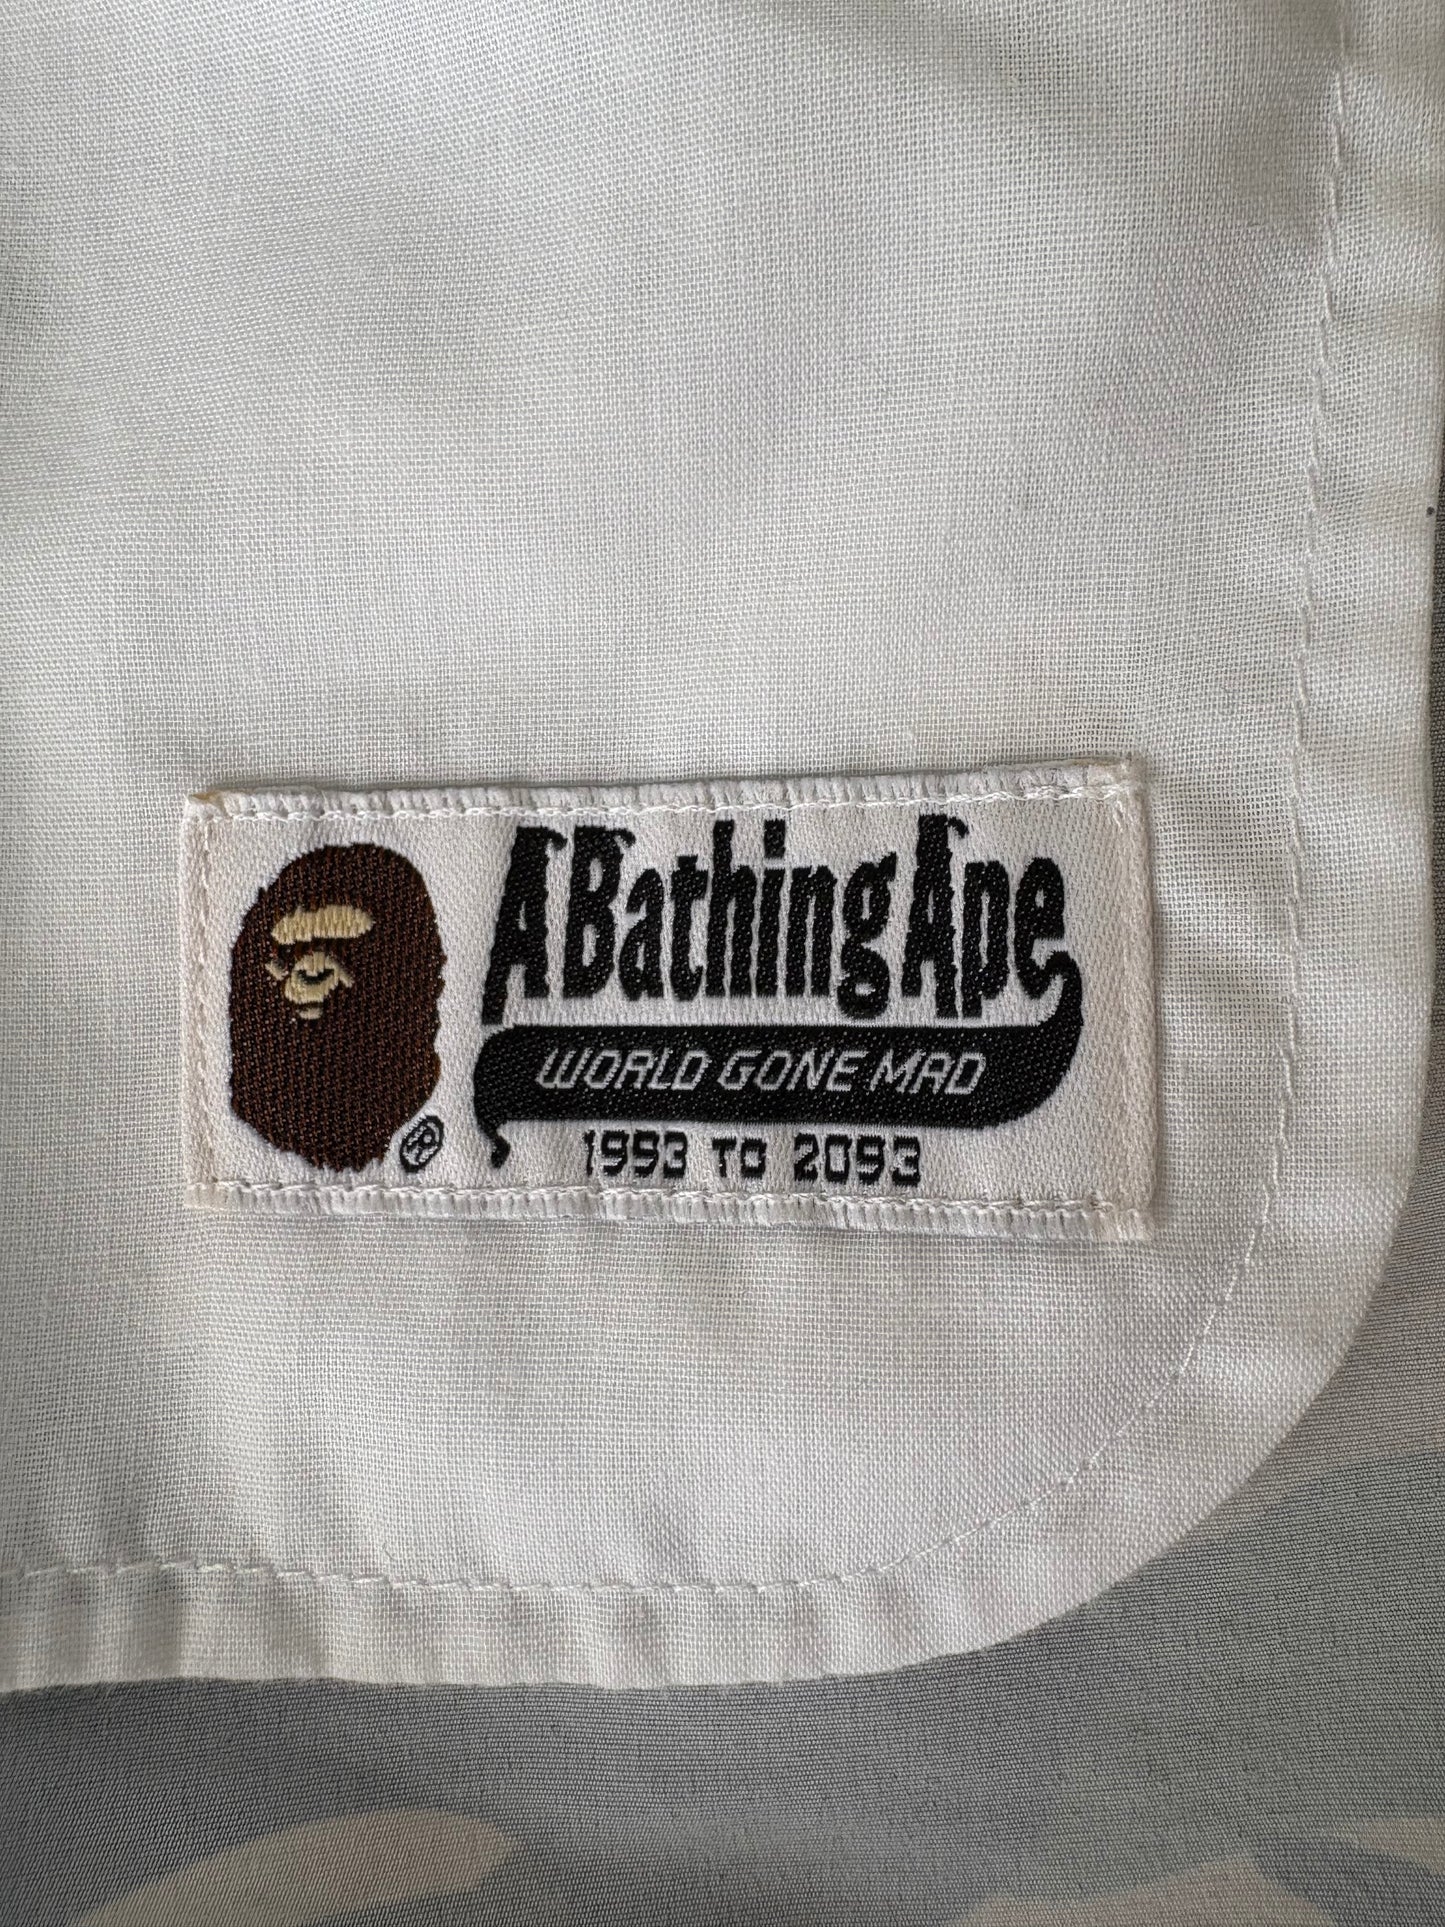 A Bathing Ape
WORLD GONE MAD
1993 TO 2093
®